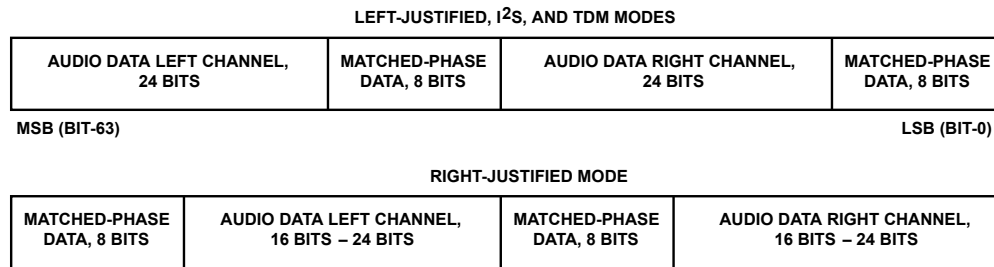 LEFT-JUSTIFIED, I²S, AND TDM MODES
AUDIO DATA LEFT CHANNEL,
24 BITS
MATCHED-PHASE
DATA, 8 BITS
AUDIO DATA RIGHT CHANNEL,
24 BITS
MATCHED-PHASE
DATA, 8 BITS
MSB (BIT-63)
LSB (BIT-0)
RIGHT-JUSTIFIED MODE
MATCHED-PHASE
DATA, 8 BITS
AUDIO DATA LEFT CHANNEL,
16 BITS – 24 BITS
MATCHED-PHASE
DATA, 8 BITS
AUDIO DATA RIGHT CHANNEL,
16 BITS – 24 BITS